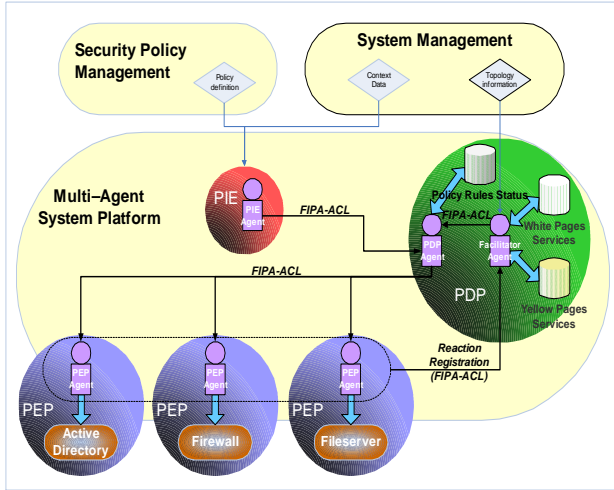 Security Policy
Management
System Management
Policy
definition
Context
Data
Topology
information
Multi–Agent
System Platform
PIE
PIE
Agent
FIPA-ACL
Policy Rules Status
FIPA-ACL
White Pages
Services
PDP
Agent
Facilitator
Agent
PDP
Yellow Pages
Services
FIPA-ACL
Reaction
Registration
(FIPA-ACL)
PEP
Agent
PEP
Agent
PEP
Agent
PEP
PEP
PEP
Active
Directory
Firewall
Fileserver